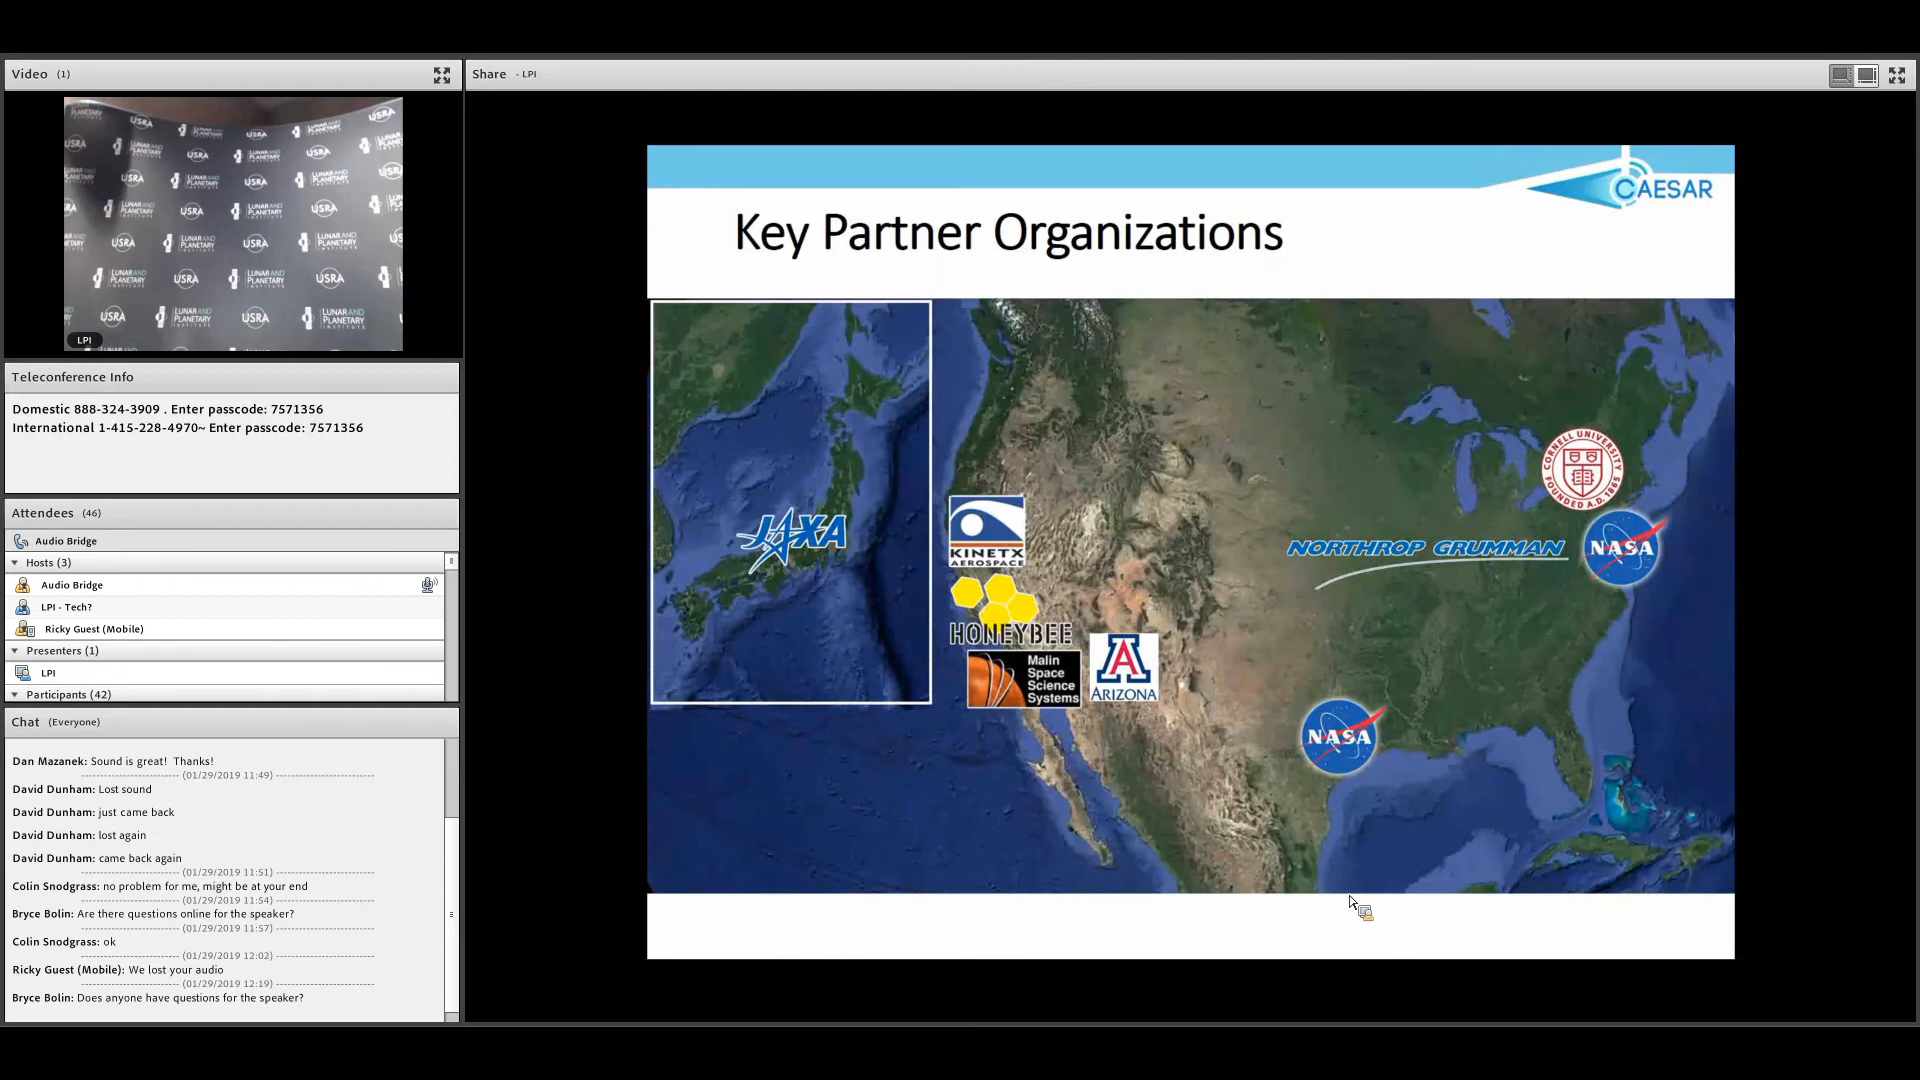 Video (1)
USRA
LUNAR AND PLANETARY INSTITUTE
LPI
Teleconference Info
Domestic 888-324-3909 . Enter passcode: 7571356
International 1-415-228-4970~ Enter passcode: 7571356
Attendees (46)
Audio Bridge
Hosts (3)
Audio Bridge
LPI - Tech?
Ricky Guest (Mobile)
Presenters (1)
LPI
Participants (42)
Chat (Everyone)
Dan Mazanek: Sound is great! Thanks!
(01/29/2019 11:49)
David Dunham: Lost sound
David Dunham: just came back
David Dunham: lost again
David Dunham: came back again
(01/29/2019 11:51)
Colin Snodgrass: no problem for me, might be at your end
(01/29/2019 11:54)
Bryce Bolin: Are there questions online for the speaker?
(01/29/2019 11:57)
Colin Snodgrass: ok
(01/29/2019 12:02)
Ricky Guest (Mobile): We lost your audio
(01/29/2019 12:19)
Bryce Bolin: Does anyone have questions for the speaker?
Share - LPI
CAESAR
Key Partner Organizations
JAXA
KINETX
AEROSPACE
HONEYBEE
Malin
Space
Science
Systems
A
ARIZONA
CORNELL UNIVERSITY
FOUNDED A.D. 1865
NORTHROP GRUMMAN
NASA
NASA